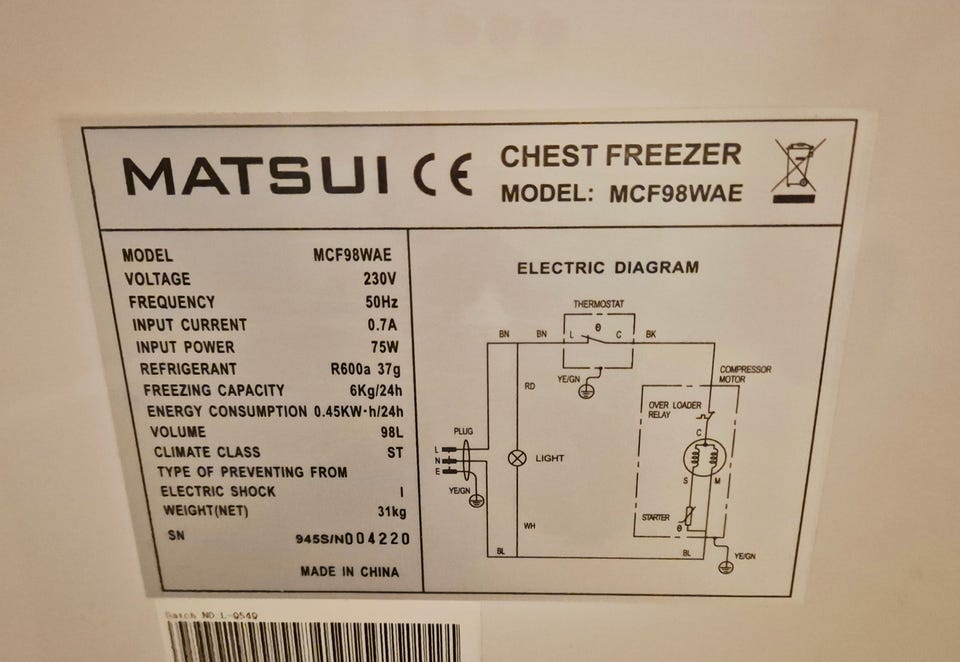 MATSUI CE
CHEST FREEZER
MODEL: MCF98WAE
MODEL MCF98WAE
VOLTAGE 230V
FREQUENCY 50Hz
INPUT CURRENT 0.7A
INPUT POWER 75W
REFRIGERANT R600a 37g
FREEZING CAPACITY 6Kg/24h
ENERGY CONSUMPTION 0.45KW·h/24h
VOLUME 98L
CLIMATE CLASS ST
TYPE OF PREVENTING FROM
ELECTRIC SHOCK I
WEIGHT(NET) 31kg
SN 945S/N004220
MADE IN CHINA
ELECTRIC DIAGRAM
THERMOSTAT
BN BN L θ C BK
YE/GN
COMPRESSOR
MOTOR
RD
OVER LOADER
RELAY
C
PLUG
L
N
E
LIGHT
S M
YE/GN
STARTER
θ
WH
BL BL YE/GN
Batch NO L-0540